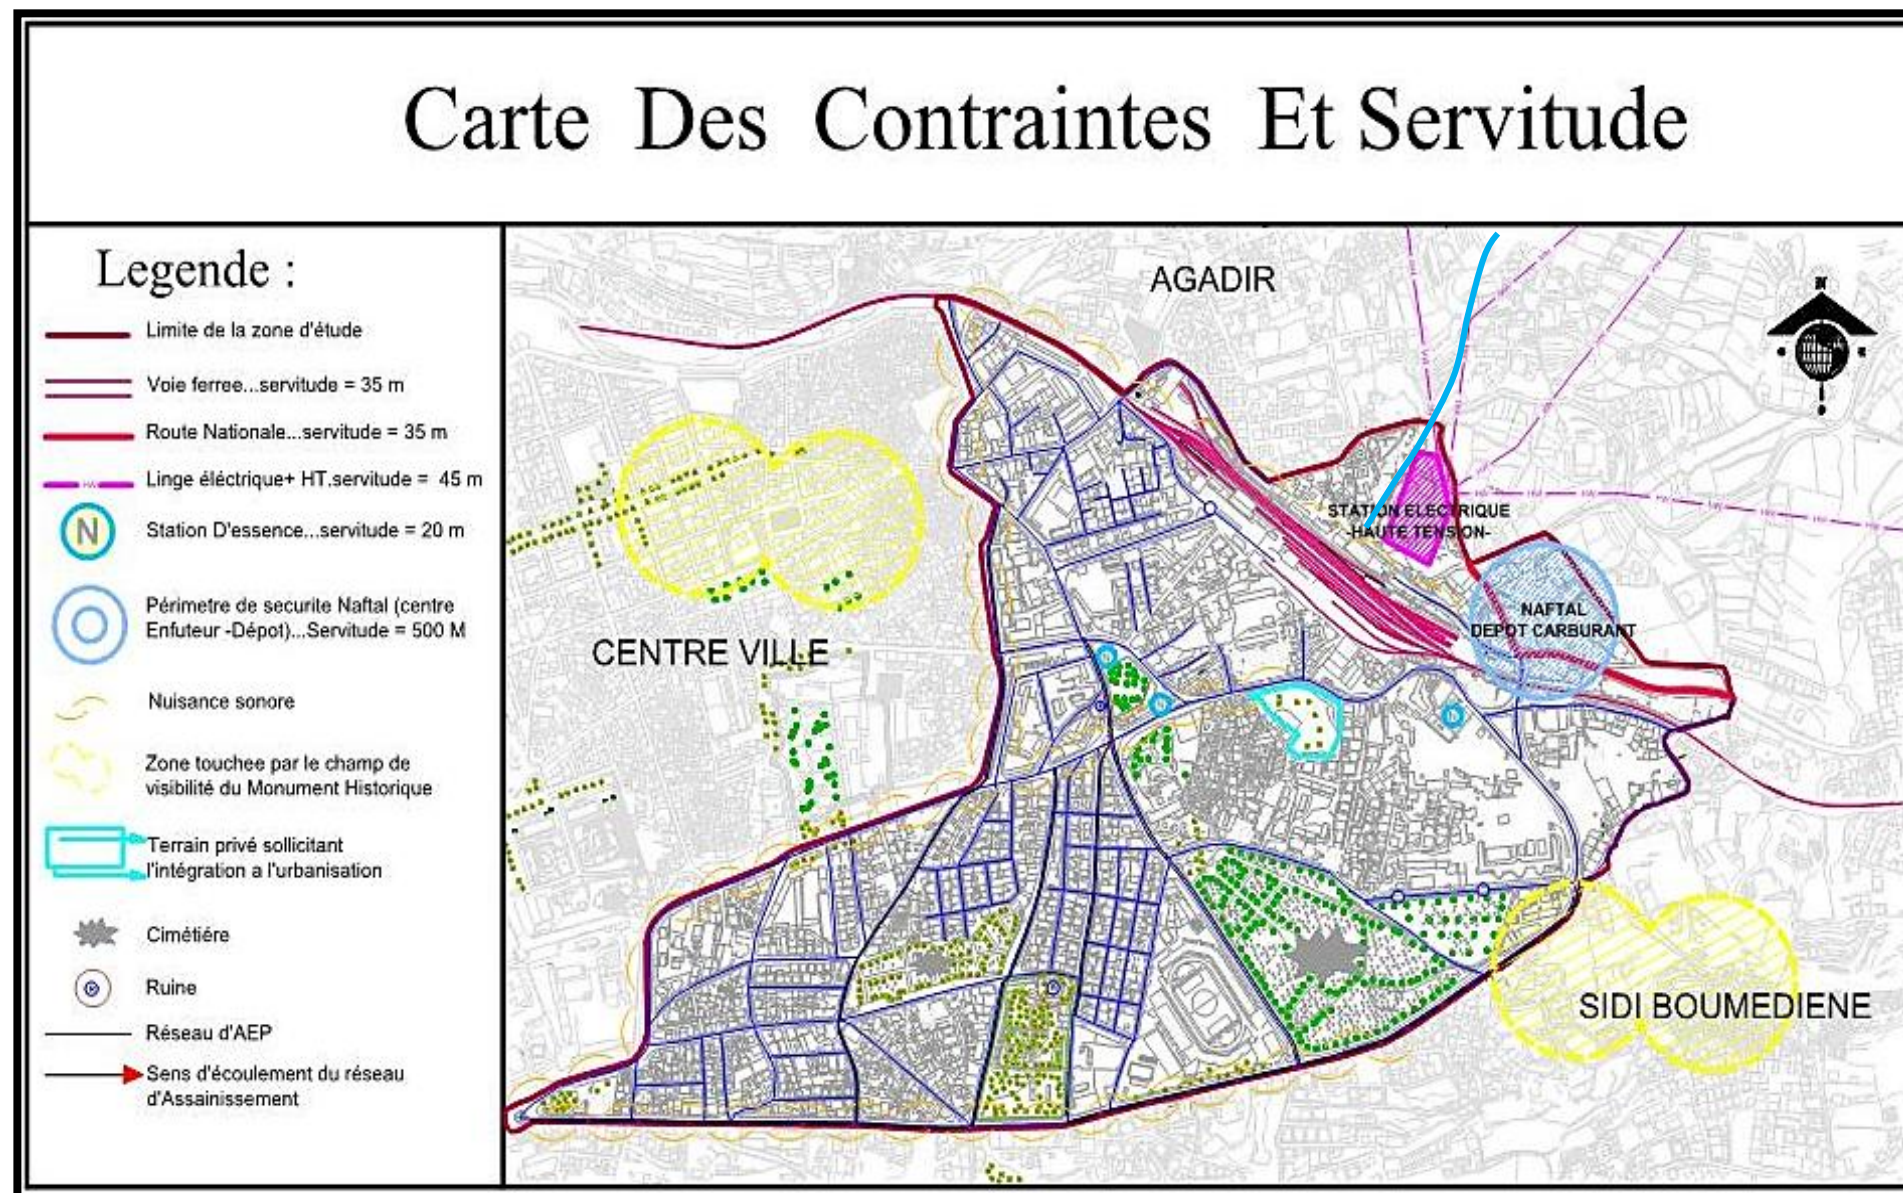 Carte Des Contraintes Et Servitude
Legende :
Limite de la zone d'étude
Voie ferree...servitude = 35 m
Route Nationale...servitude = 35 m
Linge éléctrique+ HT.servitude = 45 m
N
Station D'essence...servitude = 20 m
Périmetre de securite Naftal (centre
Enfuteur -Dépot)...Servitude = 500 M
Nuisance sonore
Zone touchee par le champ de
visibilité du Monument Historique
Terrain privé sollicitant
l'intégration a l'urbanisation
Cimétiére
Ruine
Réseau d'AEP
Sens d'écoulement du réseau
d'Assainissement
AGADIR
STATION ELECTRIQUE
-HAUTE TENSION-
NAFTAL
DEPOT CARBURANT
CENTRE VILLE
SIDI BOUMEDIENE